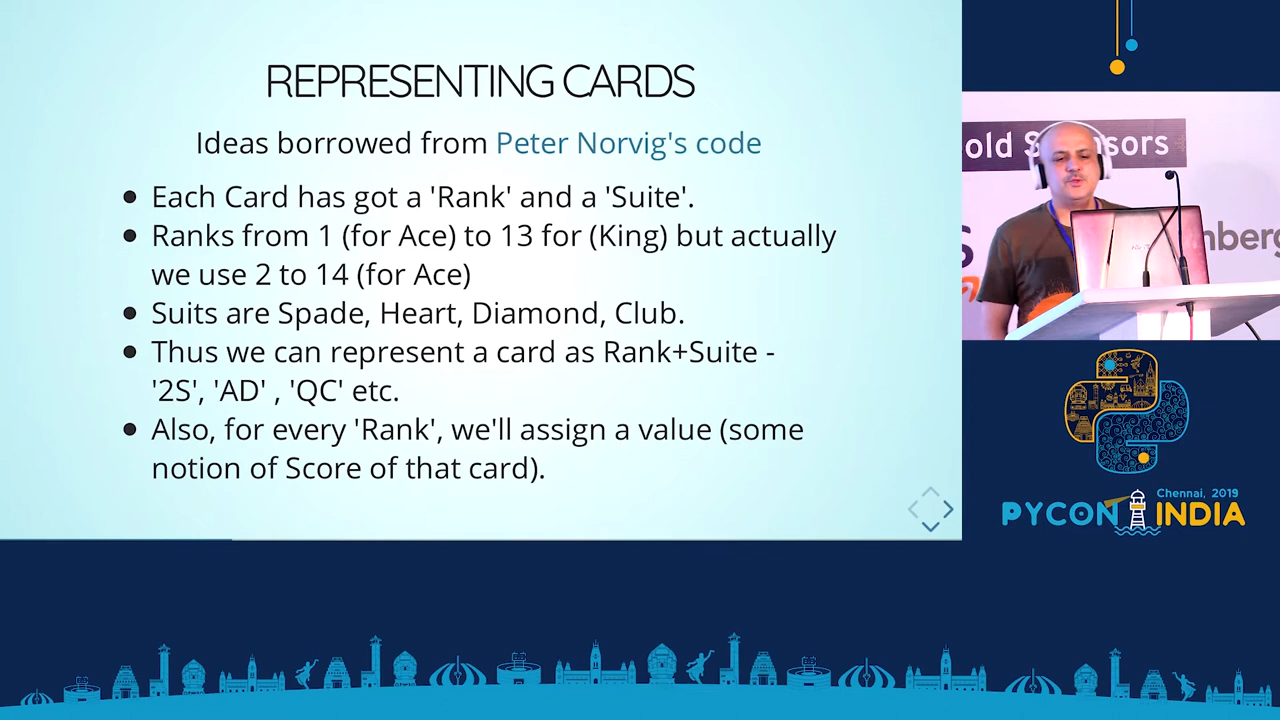 REPRESENTING CARDS
Ideas borrowed from Peter Norvig's code
Each Card has got a 'Rank' and a 'Suite'.
Ranks from 1 (for Ace) to 13 for (King) but actually
we use 2 to 14 (for Ace)
Suits are Spade, Heart, Diamond, Club.
Thus we can represent a card as Rank+Suite -
'2S', 'AD' , 'QC' etc.
Also, for every 'Rank', we'll assign a value (some
notion of Score of that card).
old S nsors
S
nberg
Chennai, 2019
PYCON INDIA